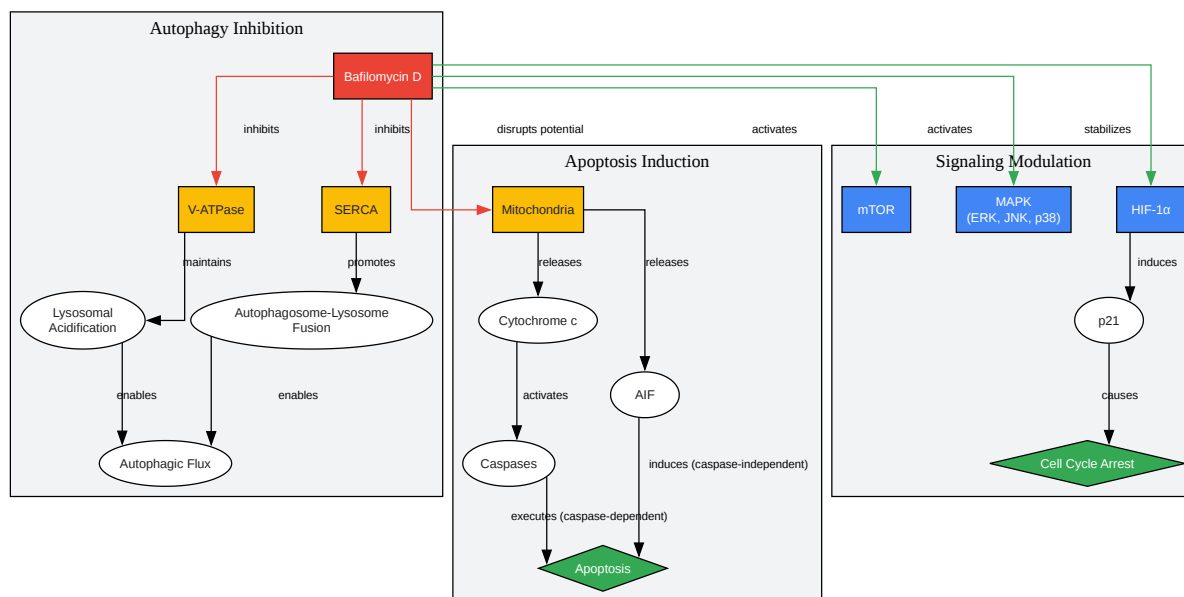 Autophagy Inhibition
Bafilomycin D
inhibits
inhibits
disrupts potential
activates
activates
stabilizes
Apoptosis Induction
Signaling Modulation
V-ATPase
SERCA
Mitochondria
mTOR
MAPK
(ERK, JNK, p38)
HIF-1α
maintains
promotes
releases
releases
induces
Lysosomal
Acidification
Autophagosome-Lysosome
Fusion
Cytochrome c
p21
enables
enables
activates
AIF
causes
Autophagic Flux
Caspases
induces (caspase-independent)
Cell Cycle Arrest
executes (caspase-dependent)
Apoptosis